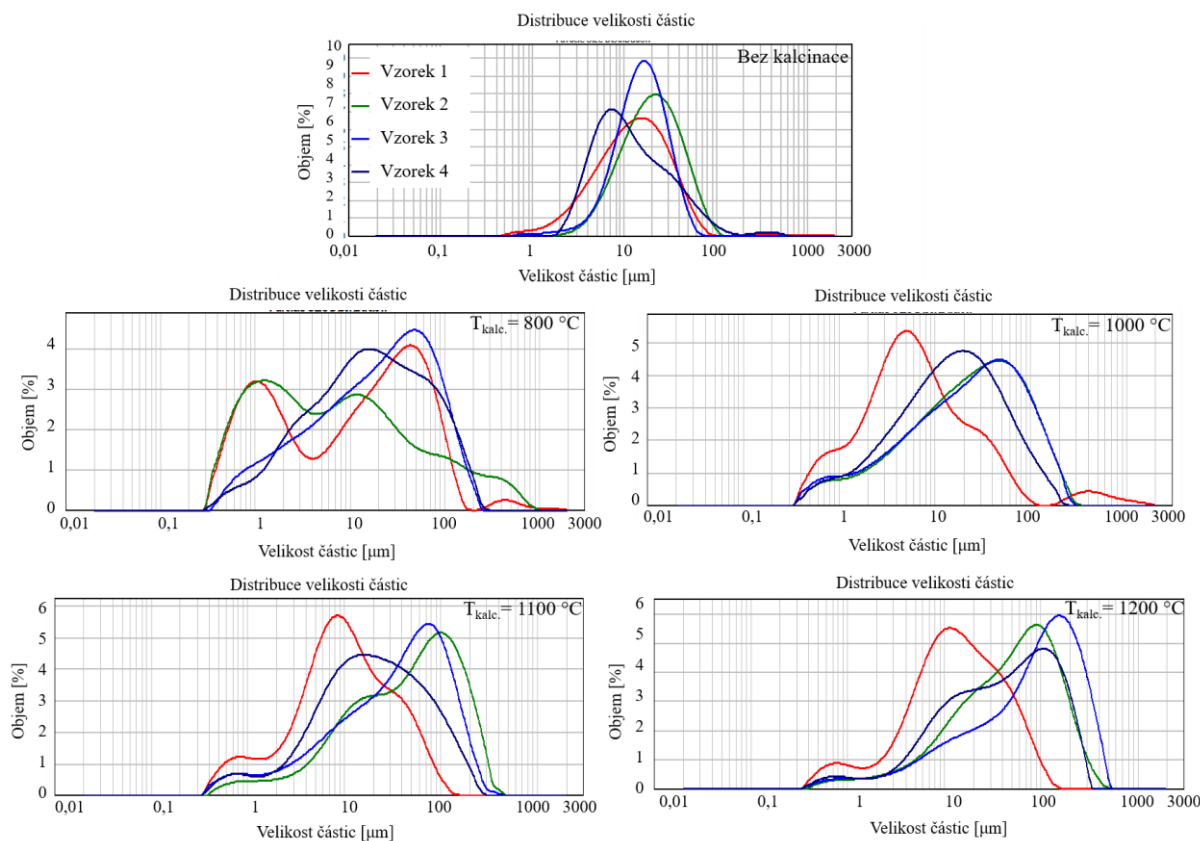 Distribuce velikosti částic
Bez kalcinace
Vzorek 1
Vzorek 2
Vzorek 3
Vzorek 4
Objem [%]
10
9
8
7
6
5
4
3
2
1
0
0,01 0,1 1 10 100 1000 3000
Velikost částic [μm]
Distribuce velikosti částic
T kalc. = 800 °C
Objem [%]
4
3
2
1
0
0,01 0,1 1 10 100 1000 3000
Velikost částic [μm]
Distribuce velikosti částic
T kalc. = 1000 °C
Objem [%]
5
4
3
2
1
0
0,01 0,1 1 10 100 1000 3000
Velikost částic [μm]
Distribuce velikosti částic
T kalc. = 1100 °C
Objem [%]
6
5
4
3
2
1
0
0,01 0,1 1 10 100 1000 3000
Velikost částic [μm]
Distribuce velikosti částic
T kalc. = 1200 °C
Objem [%]
6
5
4
3
2
1
0
0,01 0,1 1 10 100 1000 3000
Velikost částic [μm]